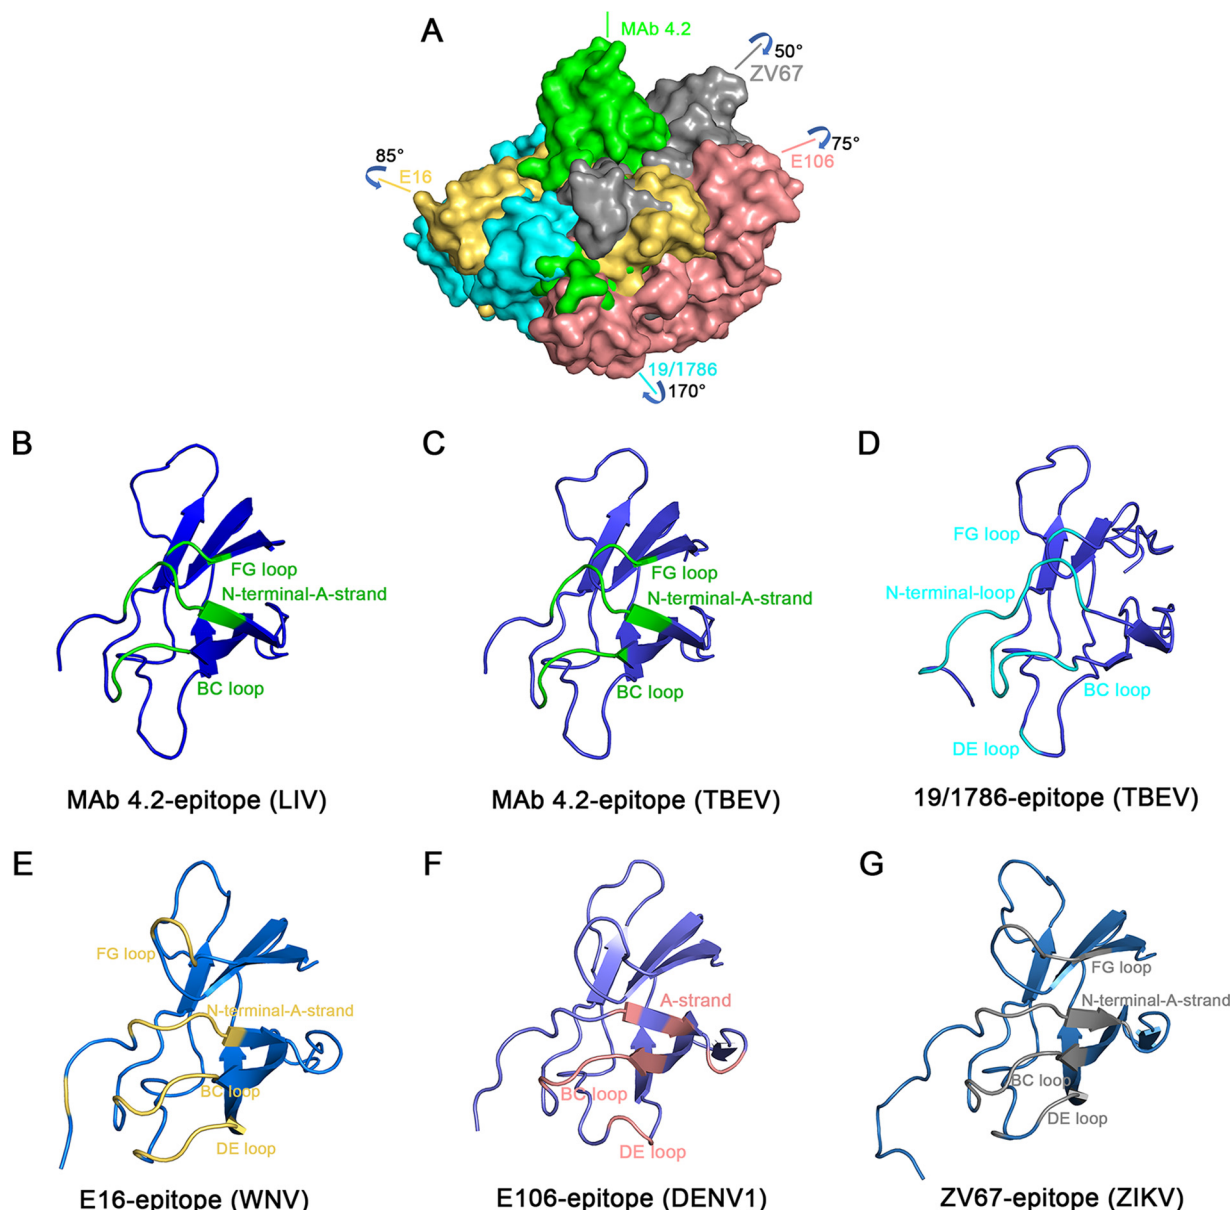 A
MAb 4.2
50°
ZV67
75°
E106
85°
E16
19/1786
170°
B
FG loop
N-terminal-A-strand
BC loop
MAb 4.2-epitope (LIV)
C
FG loop
N-terminal-A-strand
BC loop
MAb 4.2-epitope (TBEV)
D
FG loop
N-terminal-loop
BC loop
DE loop
19/1786-epitope (TBEV)
E
FG loop
N-terminal-A-strand
BC loop
DE loop
E16-epitope (WNV)
F
A-strand
BC loop
DE loop
E106-epitope (DENV1)
G
FG loop
N-terminal-A-strand
BC loop
DE loop
ZV67-epitope (ZIKV)